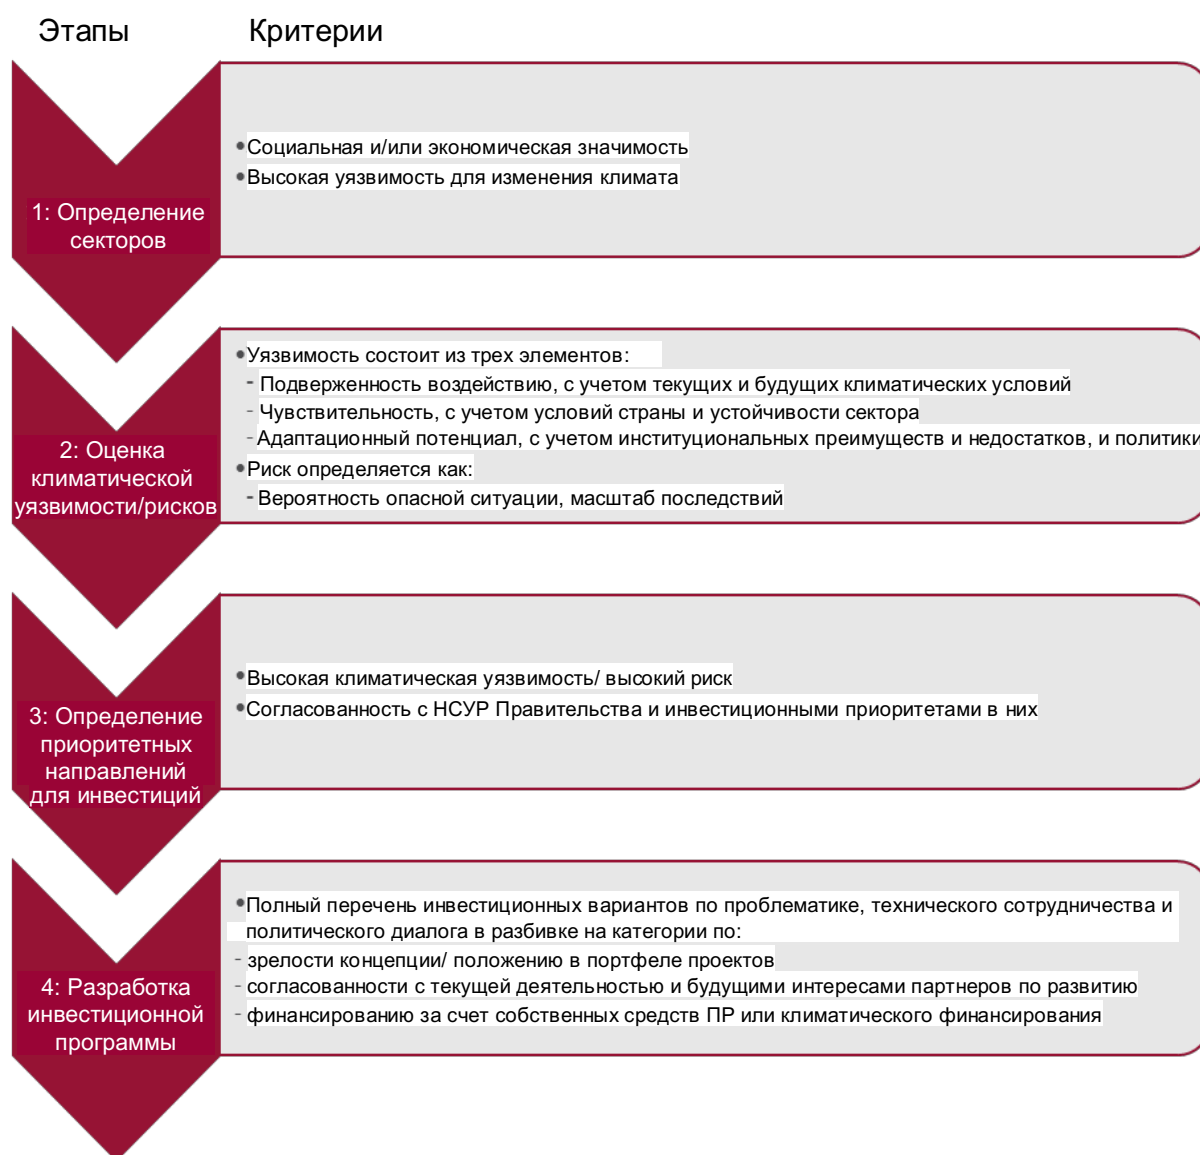 Этапы
Критерии
1: Определение
секторов
•Социальная и/или экономическая значимость
•Высокая уязвимость для изменения климата
2: Оценка
климатической
уязвимости/рисков
•Уязвимость состоит из трех элементов:
- Подверженность воздействию, с учетом текущих и будущих климатических условий
- Чувствительность, с учетом условий страны и устойчивости сектора
- Адаптационный потенциал, с учетом институциональных преимуществ и недостатков, и политики
•Риск определяется как:
- Вероятность опасной ситуации, масштаб последствий
3: Определение
приоритетных
направлений
для инвестиций
•Высокая климатическая уязвимость/ высокий риск
•Согласованность с НСУР Правительства и инвестиционными приоритетами в них
4: Разработка
инвестиционной
программы
•Полный перечень инвестиционных вариантов по проблематике, технического сотрудничества и
политического диалога в разбивке на категории по:
- зрелости концепции/ положению в портфеле проектов
- согласованности с текущей деятельностью и будущими интересами партнеров по развитию
- финансированию за счет собственных средств ПР или климатического финансирования